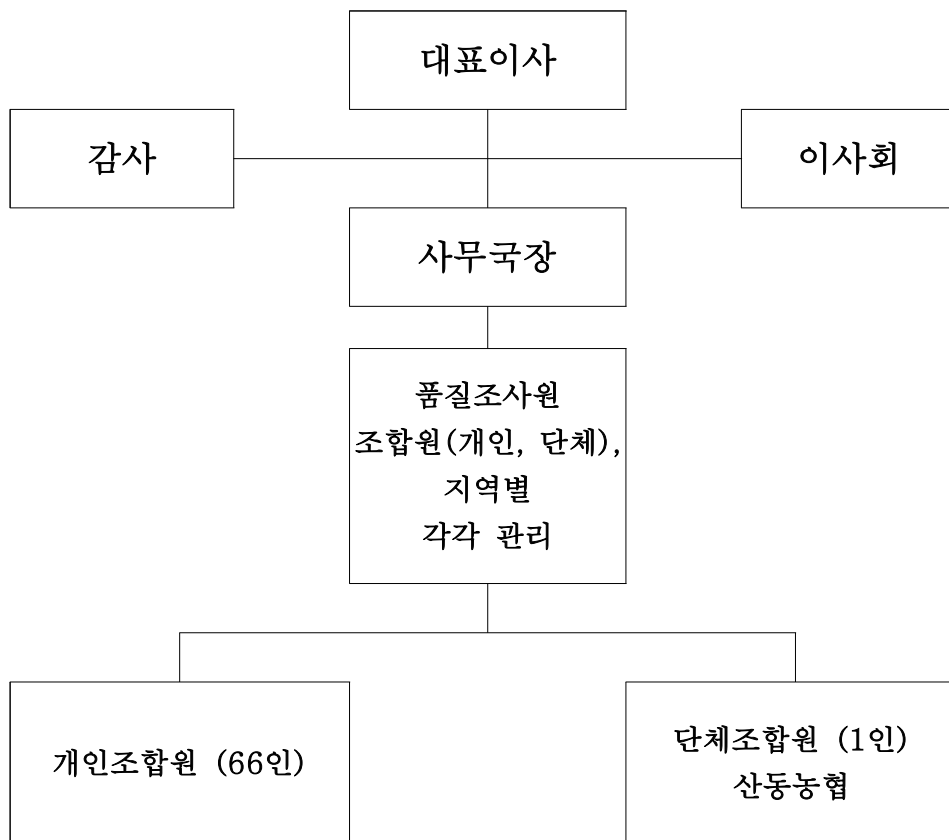 대표이사
감사
이사회
사무국장
품질조사원
조합원(개인, 단체),
지역별
각각 관리
개인조합원 (66인)
단체조합원 (1인)
산동농협